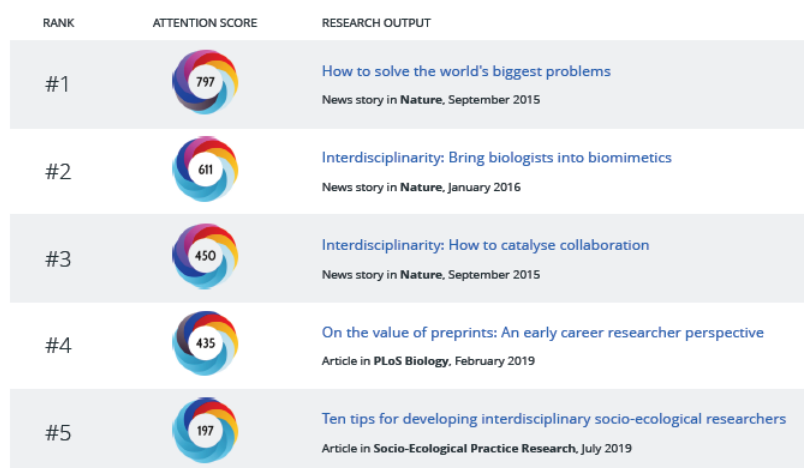 RANK ATTENTION SCORE RESEARCH OUTPUT
#1 797 How to solve the world's biggest problems
News story in Nature, September 2015
#2 611 Interdisciplinarity: Bring biologists into biomimetics
News story in Nature, January 2016
#3 450 Interdisciplinarity: How to catalyse collaboration
News story in Nature, September 2015
#4 435 On the value of preprints: An early career researcher perspective
Article in PLoS Biology, February 2019
#5 197 Ten tips for developing interdisciplinary socio-ecological researchers
Article in Socio-Ecological Practice Research, July 2019